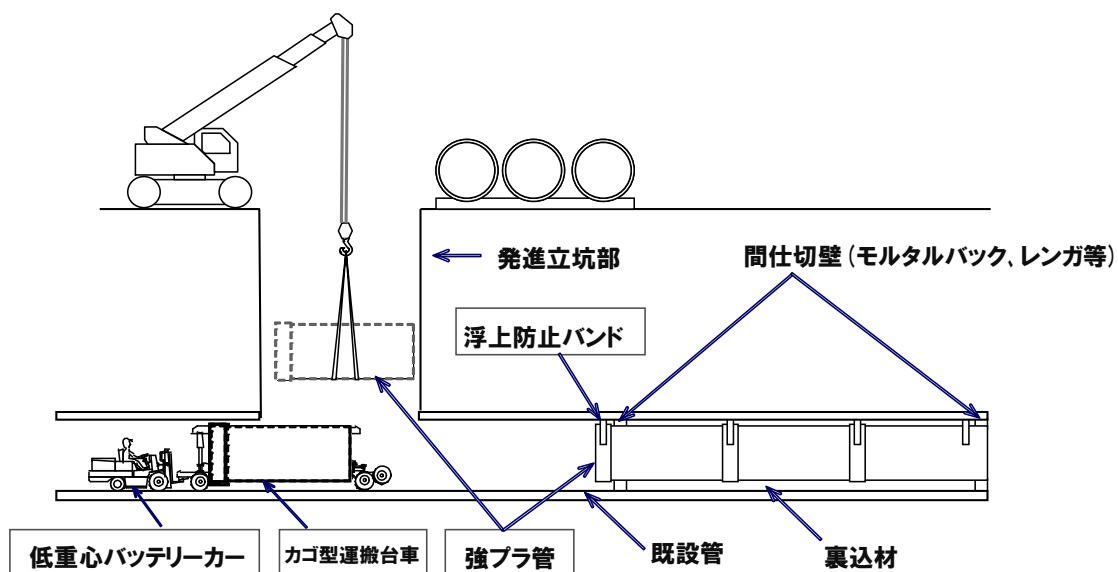 発進立坑部
間仕切壁（モルタルバック、レンガ等）
浮上防止バンド
低重心バッテリーカー
カゴ型運搬台車
強プラ管
既設管
裏込材